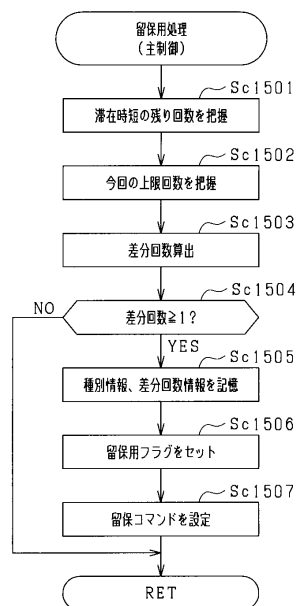 留保用処理
(主制御)
Sc1501
滞在時短の残り回数を把握
Sc1502
今回の上限回数を把握
Sc1503
差分回数算出
Sc1504
差分回数≧1?
NO
YES
Sc1505
種別情報、差分回数情報を記憶
Sc1506
留保用フラグをセット
Sc1507
留保コマンドを設定
RET